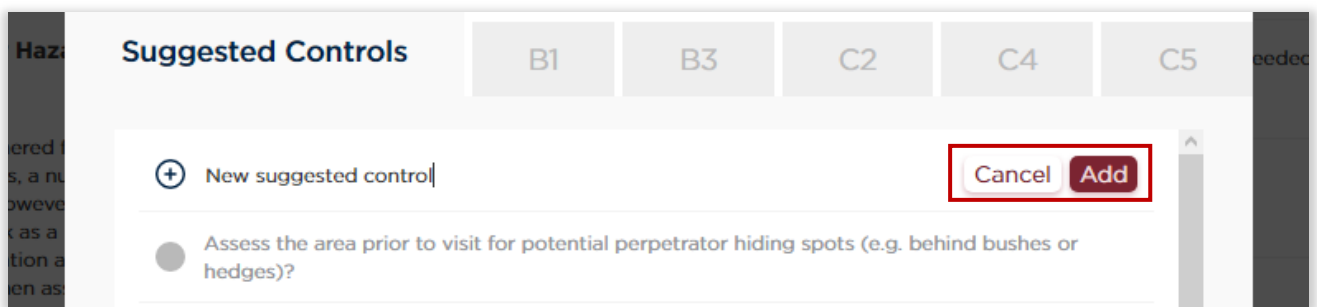 Suggested Controls
B1
B3
C2
C4
C5
New suggested control
Cancel
Add
Assess the area prior to visit for potential perpetrator hiding spots (e.g. behind bushes or
hedges)?